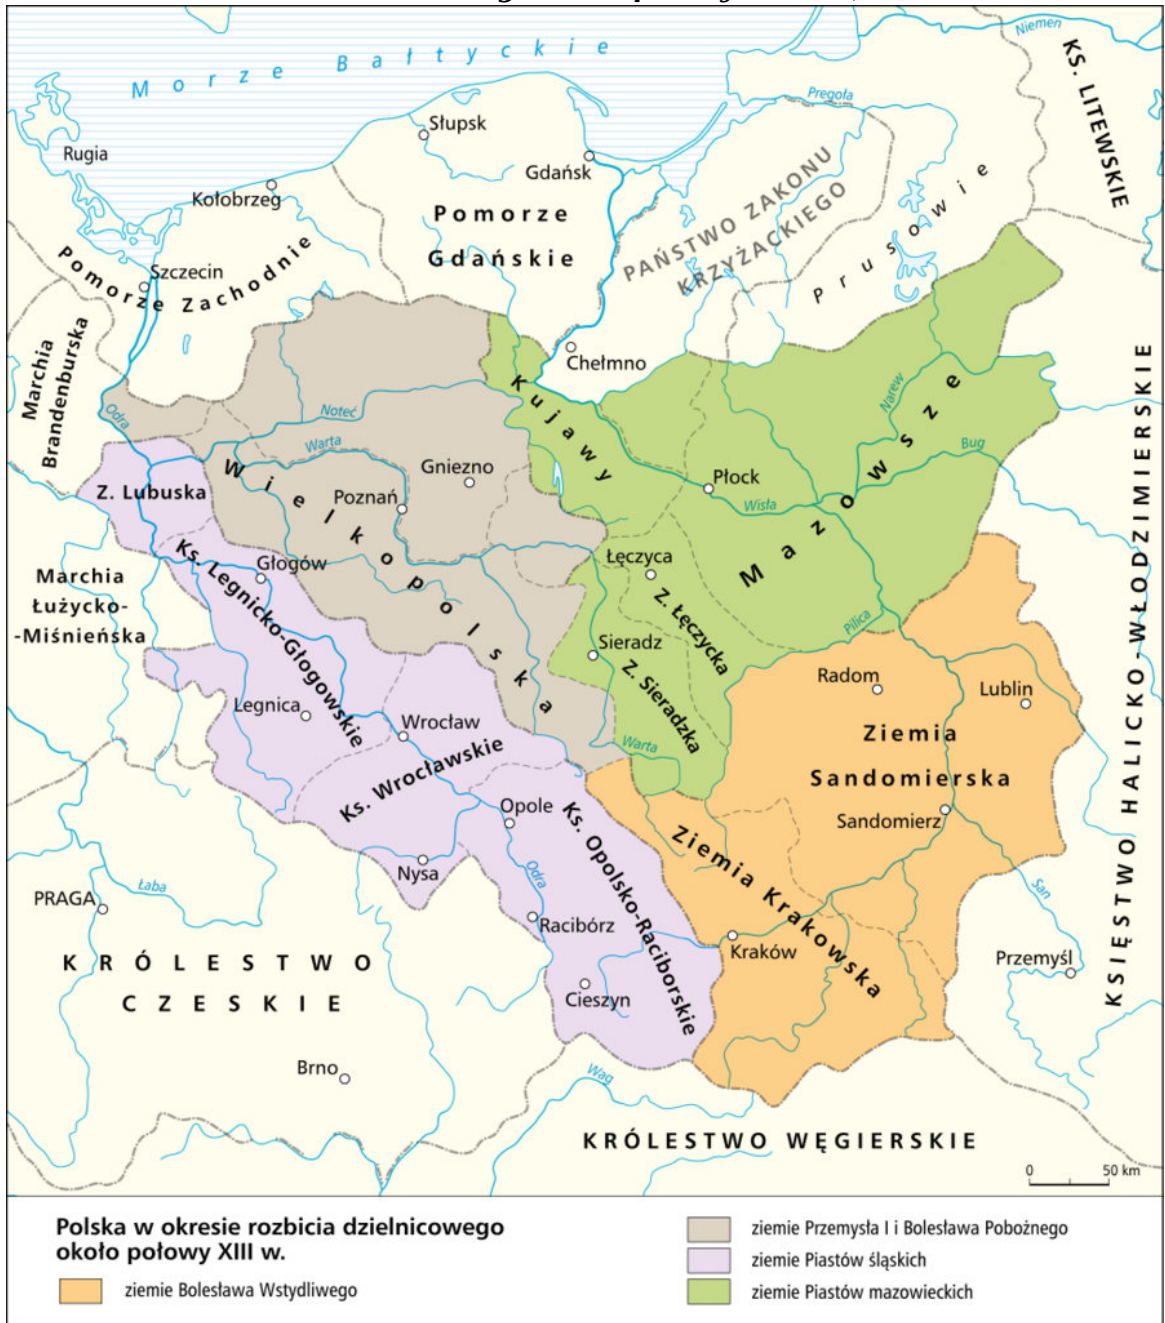 Morze Bałtyckie
Niemen
KS. LITEWSKIE
Pregoła
Rugia
Słupsk
Gdańsk
Kołobrzeg
Pomorze
Gdańskie
PAŃSTWO ZAKONU
KRZYŻACKIEGO
Prusowie
Szczecin
Pomorze Zachodnie
Marchia
Brandenburska
Chełmno
Kujawy
Odra
Noteć
Warta
Narew
Bug
Mazowsze
Wielkopolska
Gniezno
Poznań
Płock
Wisła
Z. Lubuska
Ks. Legnicko-Głogowskie
Głogów
Łęczyca
Z. Łęczycka
Marchia
Łużycko-
-Miśnieńska
Sieradz
Z. Sieradzka
Pilica
Radom
Lublin
Legnica
Wrocław
Ks. Wrocławskie
Warta
Ziemia
Sandomierska
Sandomierz
KSIĘSTWO HALICKO-WŁODZIMIERSKIE
Opole
Ks. Opolsko-Raciborskie
Ziemia Krakowska
Nysa
Odra
Łaba
PRAGA
San
Racibórz
Kraków
Przemyśl
KRÓLESTWO
CZESKIE
Cieszyn
Brno
Wag
KRÓLESTWO WĘGIERSKIE
0 50 km
Polska w okresie rozbicia dzielnicowego
około połowy XIII w.
ziemie Bolesława Wstydliwego
ziemie Przemysła I i Bolesława Pobożnego
ziemie Piastów śląskich
ziemie Piastów mazowieckich